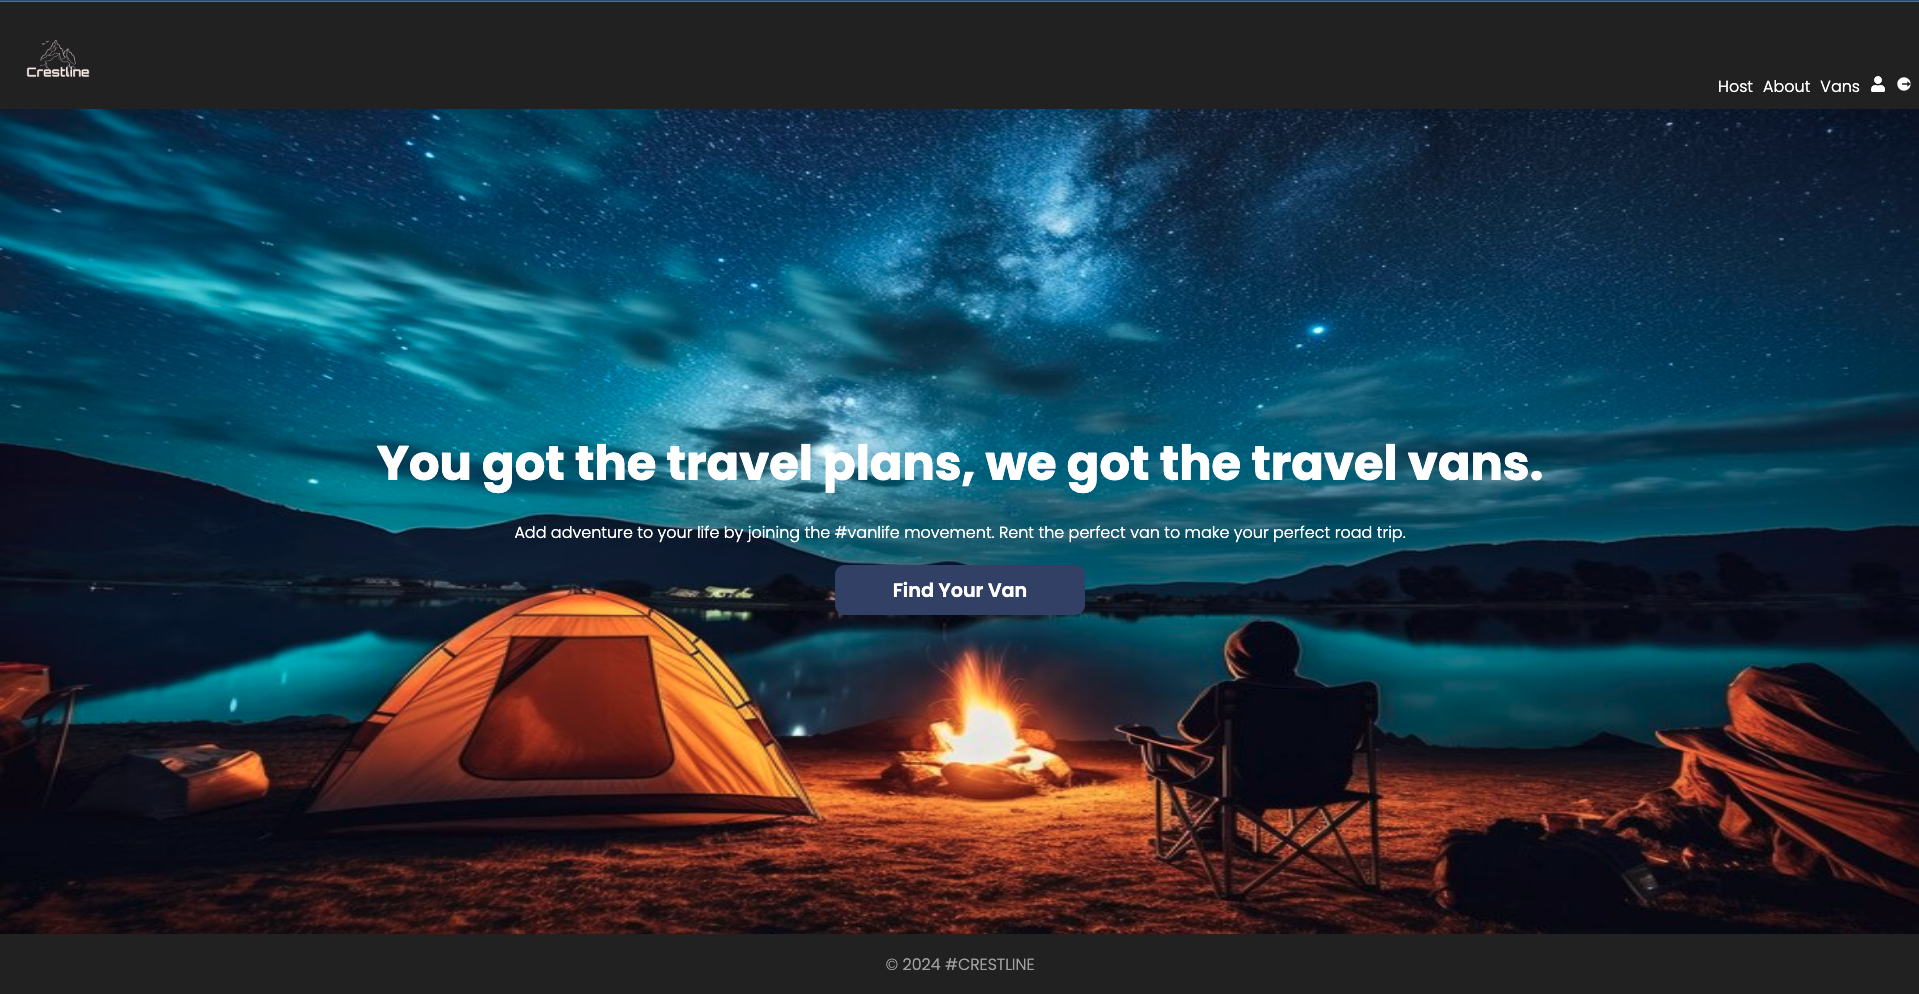 Crestline
Host About Vans
You got the travel plans, we got the travel vans.
Add adventure to your life by joining the #vanlife movement. Rent the perfect van to make your perfect road trip.
Find Your Van
© 2024 #CRESTLINE